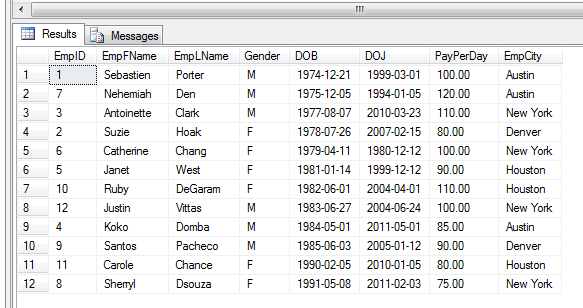 Results Messages
EmpID EmpFName EmpLName Gender DOB DOJ PayPerDay EmpCity
1 1 Sebastien Porter M 1974-12-21 1999-03-01 100.00 Austin
2 7 Nehemiah Den M 1975-12-05 1994-01-05 120.00 Austin
3 3 Antoinette Clark M 1977-08-07 2010-03-23 110.00 New York
4 2 Suzie Hoak F 1978-07-26 2007-02-15 80.00 Denver
5 6 Catherine Chang F 1979-04-11 1980-12-12 100.00 New York
6 5 Janet West F 1981-01-14 1999-12-12 90.00 Houston
7 10 Ruby DeGaram F 1982-06-01 2004-04-01 110.00 Houston
8 12 Justin Vittas M 1983-06-27 2004-06-24 100.00 New York
9 4 Koko Domba M 1984-05-01 2011-05-01 85.00 Austin
10 9 Santos Pacheco M 1985-06-03 2005-01-12 90.00 Denver
11 11 Carole Chance F 1990-02-05 2010-01-05 80.00 Houston
12 8 Sherryl Dsouza F 1991-05-08 2011-02-03 75.00 New York